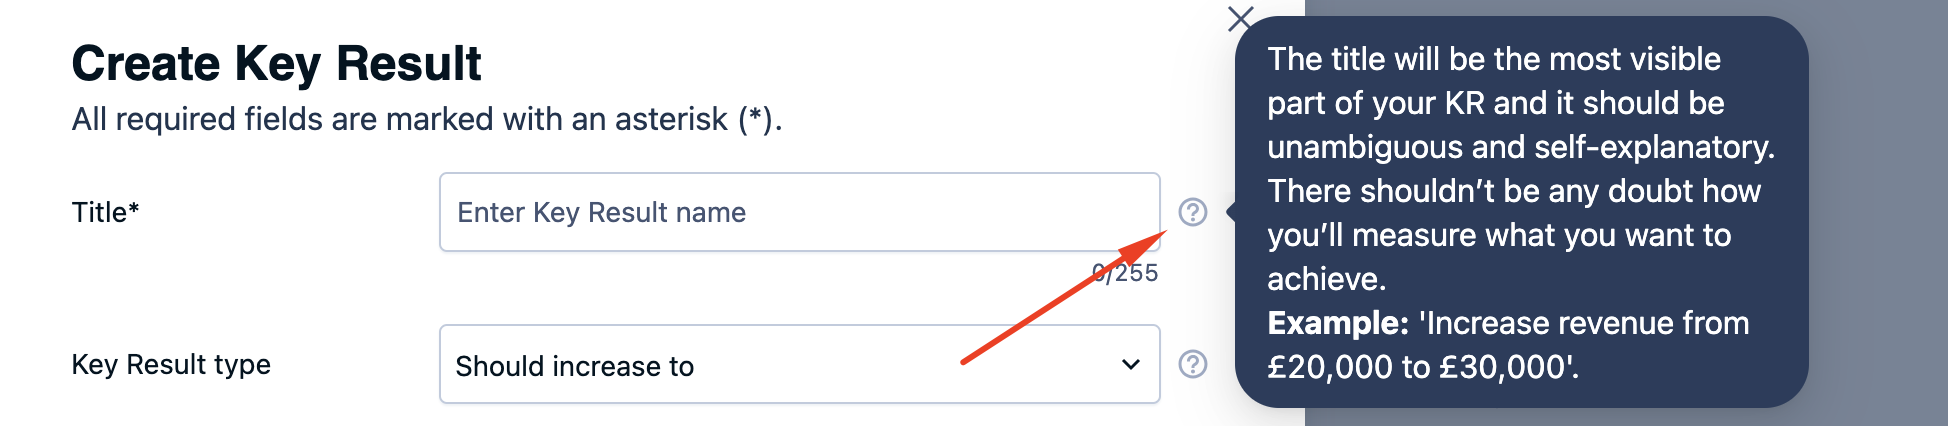 Create Key Result
All required fields are marked with an asterisk (*).
Title*
Enter Key Result name
0/255
Key Result type
Should increase to
The title will be the most visible
part of your KR and it should be
unambiguous and self-explanatory.
There shouldn’t be any doubt how
you’ll measure what you want to
achieve.
Example: 'Increase revenue from
£20,000 to £30,000'.